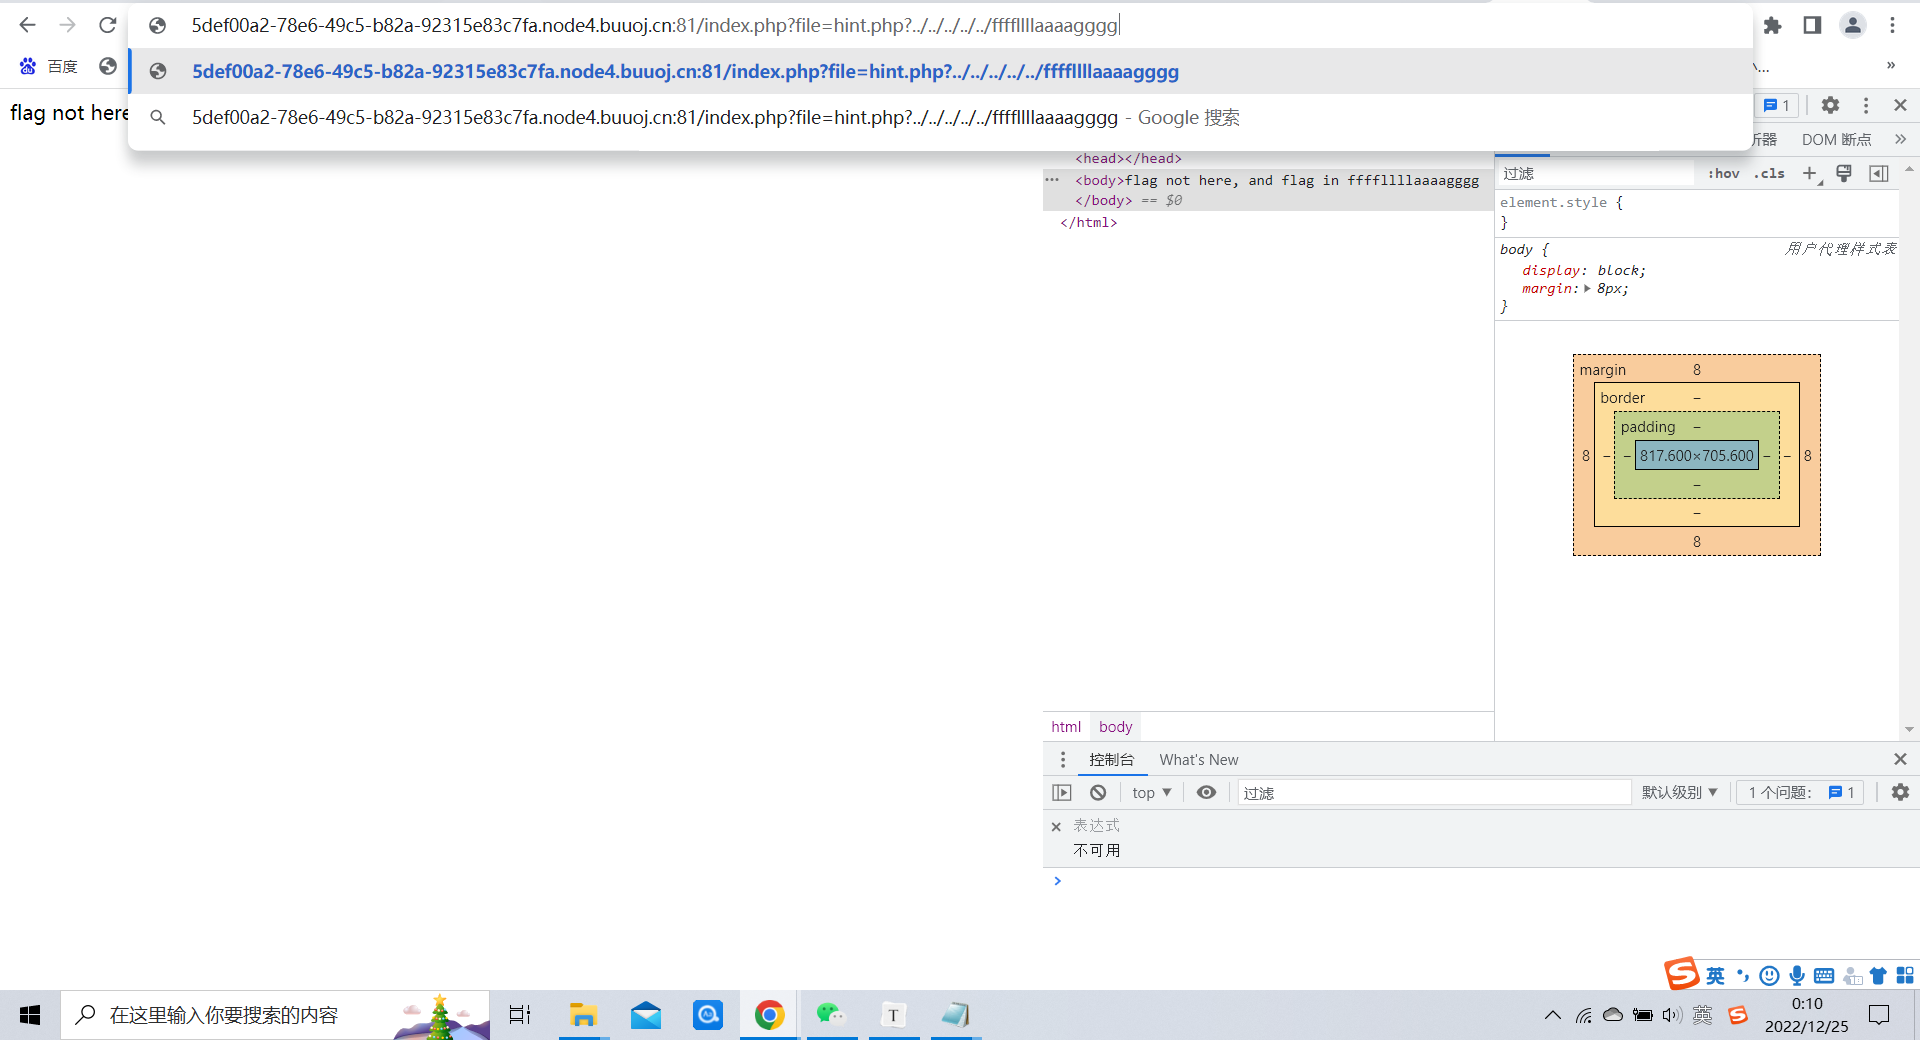 5def00a2-78e6-49c5-b82a-92315e83c7fa.node4.buuoj.cn:81/index.php?file=hint.php?../../../../../ffffllllaaaagggg
百度
5def00a2-78e6-49c5-b82a-92315e83c7fa.node4.buuoj.cn:81/index.php?file=hint.php?../../../../../ffffllllaaaagggg
»
flag not here
5def00a2-78e6-49c5-b82a-92315e83c7fa.node4.buuoj.cn:81/index.php?file=hint.php?../../../../../ffffllllaaaagggg - Google 搜索
1
DOM 断点 »
<head></head>
··· <body>flag not here, and flag in ffffllllaaaagggg
</body> == $0
</html>
过滤 :hov .cls +
element.style {
}
body { 用户代理样式表
display: block;
margin: 8px;
}
margin 8
border –
padding –
8 – – 817.600×705.600 – – 8
–
–
8
html body
控制台 What's New
top 过滤 默认级别 1 个问题: 1
表达式
不可用
>
英
在这里输入你要搜索的内容
T
英
0:10
2022/12/25